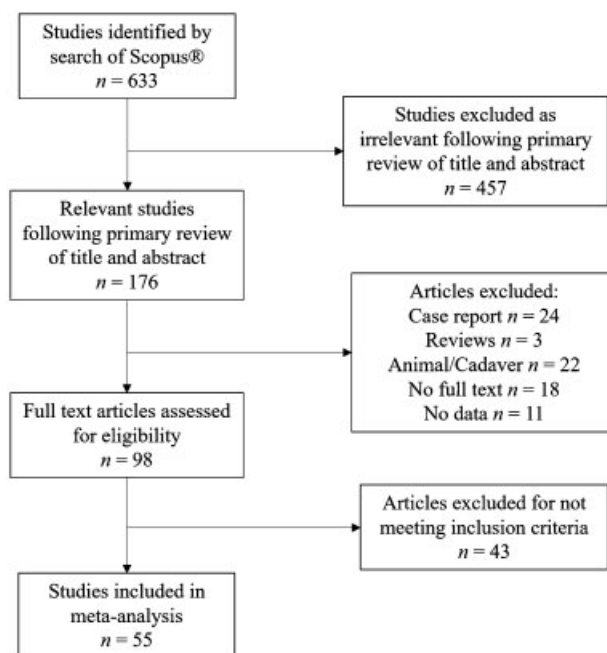 Studies identified by
search of Scopus®
n = 633
Studies excluded as
irrelevant following primary
review of title and abstract
n = 457
Relevant studies
following primary review
of title and abstract
n = 176
Articles excluded:
Case report n = 24
Reviews n = 3
Animal/Cadaver n = 22
No full text n = 18
No data n = 11
Full text articles assessed
for eligibility
n = 98
Articles excluded for not
meeting inclusion criteria
n = 43
Studies included in
meta-analysis
n = 55